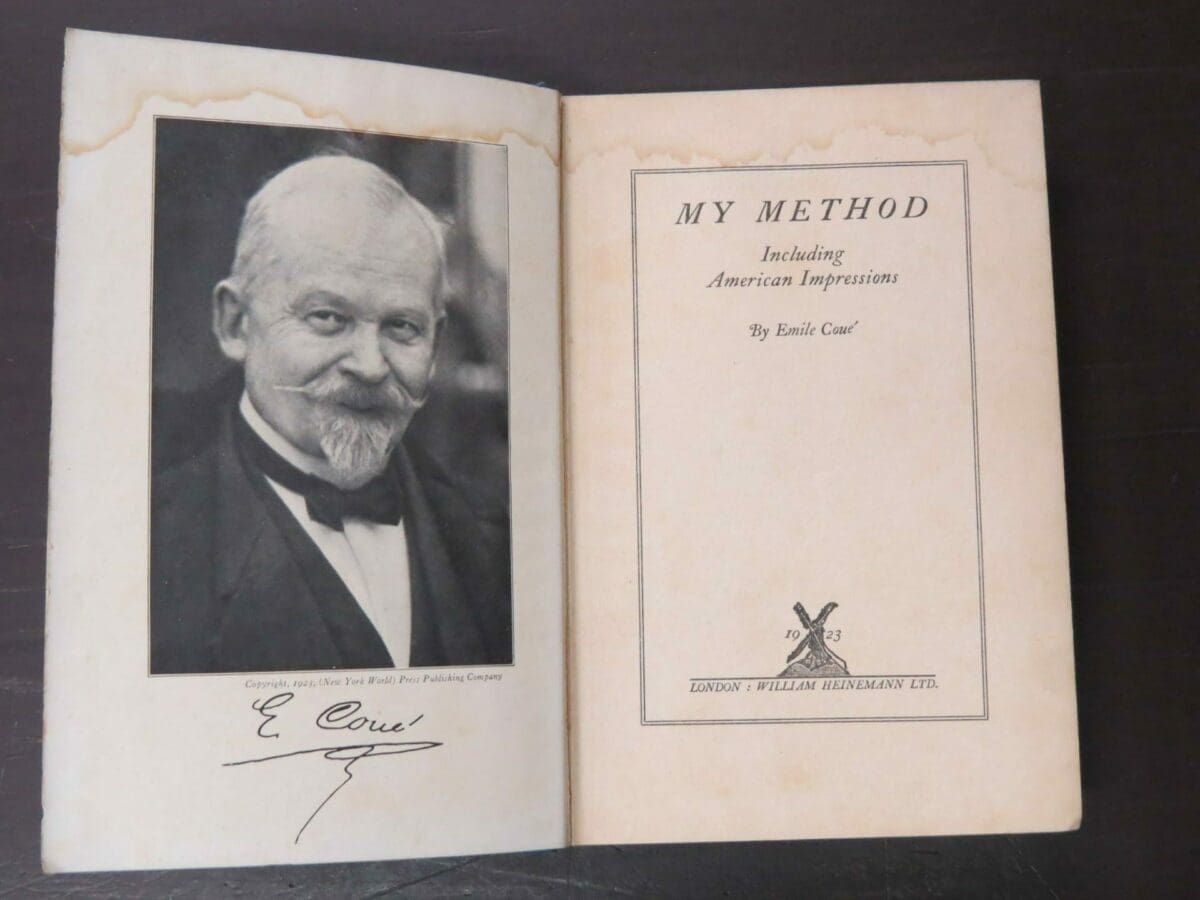 Copyright, 1923, (New York World) Press Publishing Company
E. Coué
MY METHOD
Including
American Impressions
By Emile Coué
19 23
LONDON : WILLIAM HEINEMANN LTD.